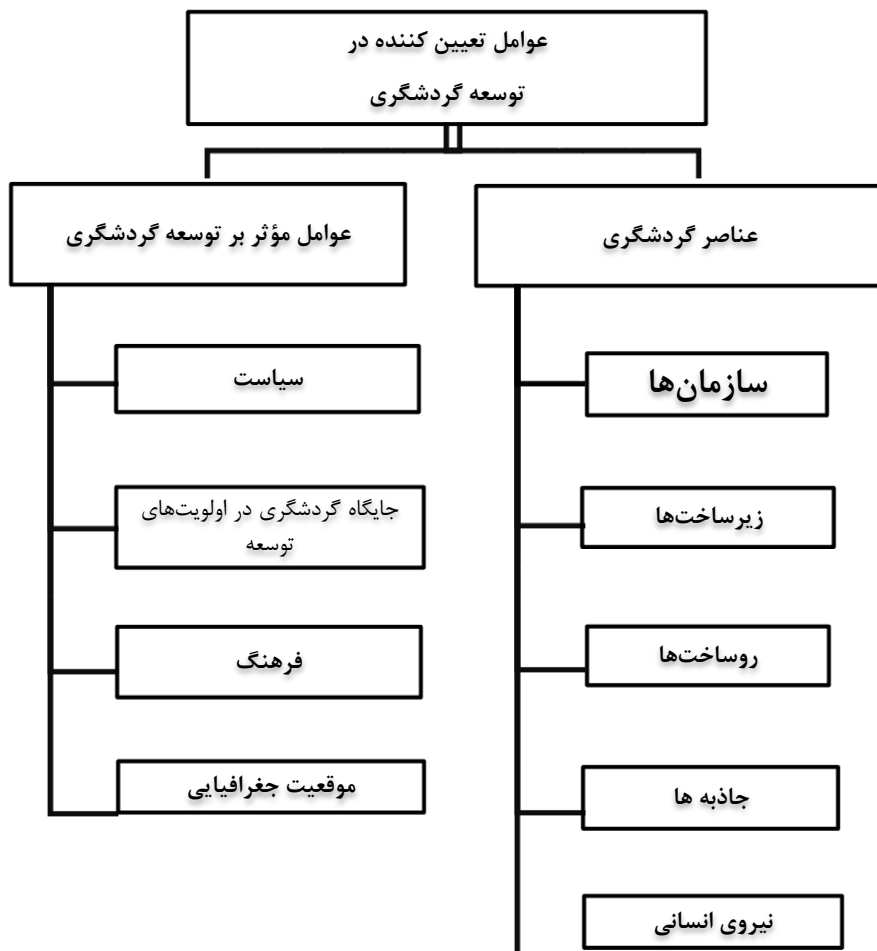 عوامل تعیین کننده در
توسعه گردشگری
عناصر گردشگری
سازمان‌ها
زیرساخت‌ها
روساخت‌ها
جاذبه ها
نیروی انسانی
عوامل مؤثر بر توسعه گردشگری
سیاست
جایگاه گردشگری در اولویت‌های
توسعه
فرهنگ
موقعیت جغرافیایی